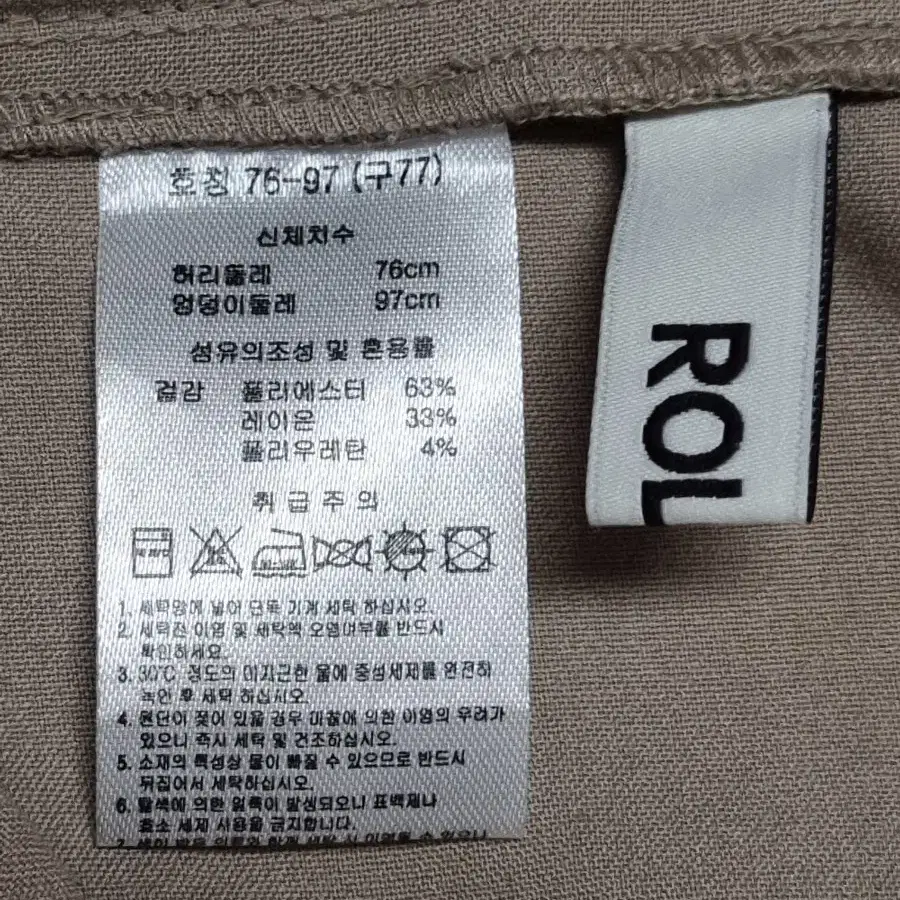 호칭 76-97 (구77)
신체치수
허리둘레 76cm
엉덩이둘레 97cm
섬유의조성 및 혼용률
겉감 폴리에스터 63%
레이온 33%
폴리우레탄 4%
취급주의
1. 세탁망에 넣어 단독 기계 세탁 하십시오.
2. 세탁전 이염 및 세탁액 오염여부를 반드시
확인하세요.
3. 30℃ 정도의 미지근한 물에 중성세제를 완전히
녹인 후 세탁 하십시오.
4. 원단이 젖어 있을 경우 마찰에 의한 이염의 우려가
있으니 즉시 세탁 및 건조하십시오.
5. 소재의 특성상 물이 빠질 수 있으므로 반드시
뒤집어서 세탁하십시오.
6. 탈색에 의한 얼룩이 발생되오니 표백제나
효소 세제 사용을 금지합니다.
ROL